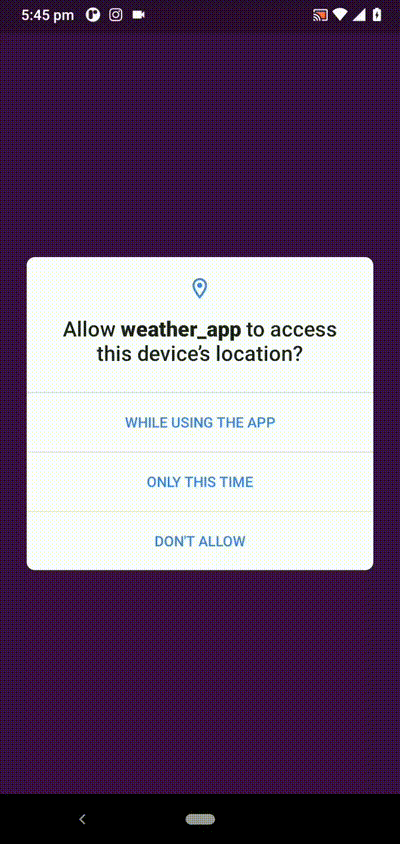 5:45 pm
Allow weather_app to access
this device's location?
WHILE USING THE APP
ONLY THIS TIME
DON'T ALLOW